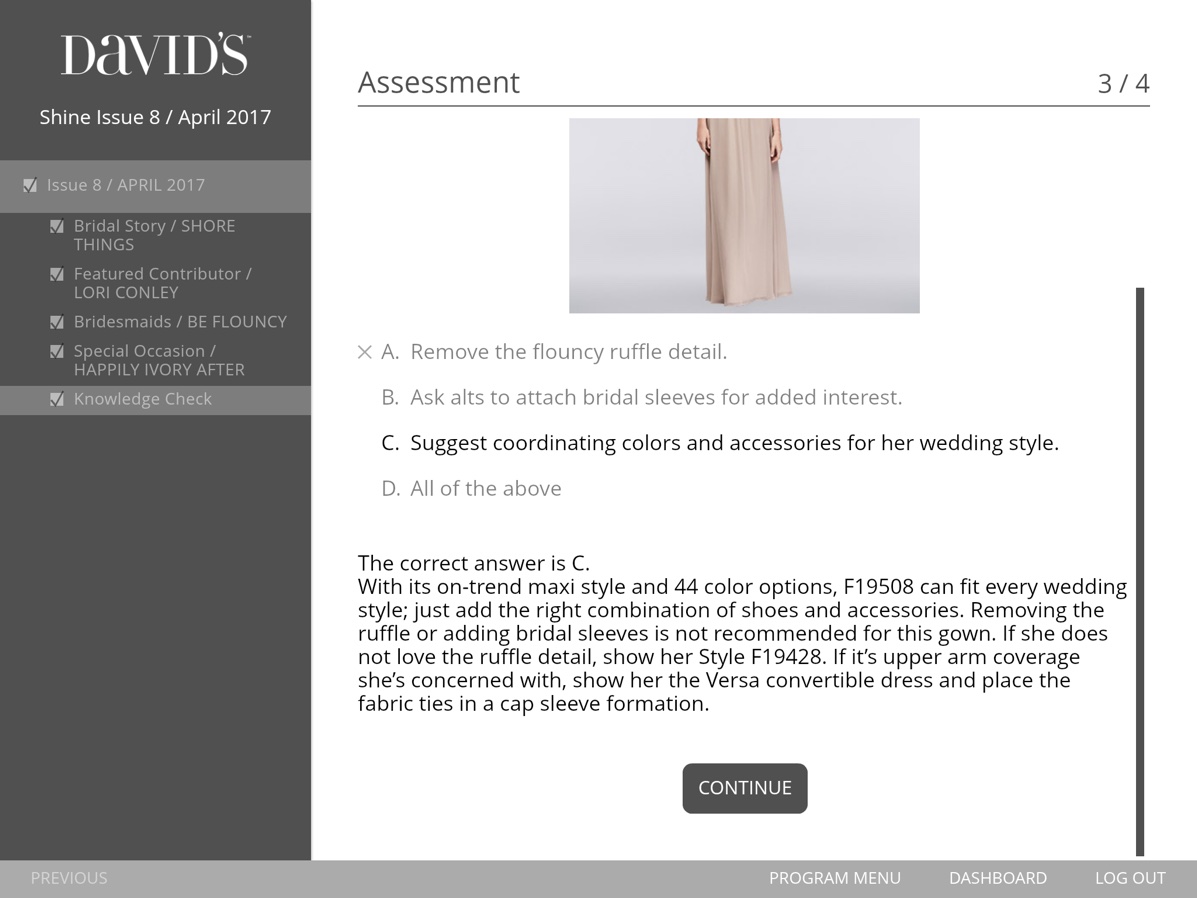 DAVID'S™
Shine Issue 8 / April 2017
Issue 8 / APRIL 2017
Bridal Story / SHORE
THINGS
Featured Contributor /
LORI CONLEY
Bridesmaids / BE FLOUNCY
Special Occasion /
HAPPILY IVORY AFTER
Knowledge Check
Assessment 3 / 4
A. Remove the flouncy ruffle detail.
B. Ask alts to attach bridal sleeves for added interest.
C. Suggest coordinating colors and accessories for her wedding style.
D. All of the above
The correct answer is C.
With its on-trend maxi style and 44 color options, F19508 can fit every wedding
style; just add the right combination of shoes and accessories. Removing the
ruffle or adding bridal sleeves is not recommended for this gown. If she does
not love the ruffle detail, show her Style F19428. If it’s upper arm coverage
she’s concerned with, show her the Versa convertible dress and place the
fabric ties in a cap sleeve formation.
CONTINUE
PREVIOUS PROGRAM MENU DASHBOARD LOG OUT